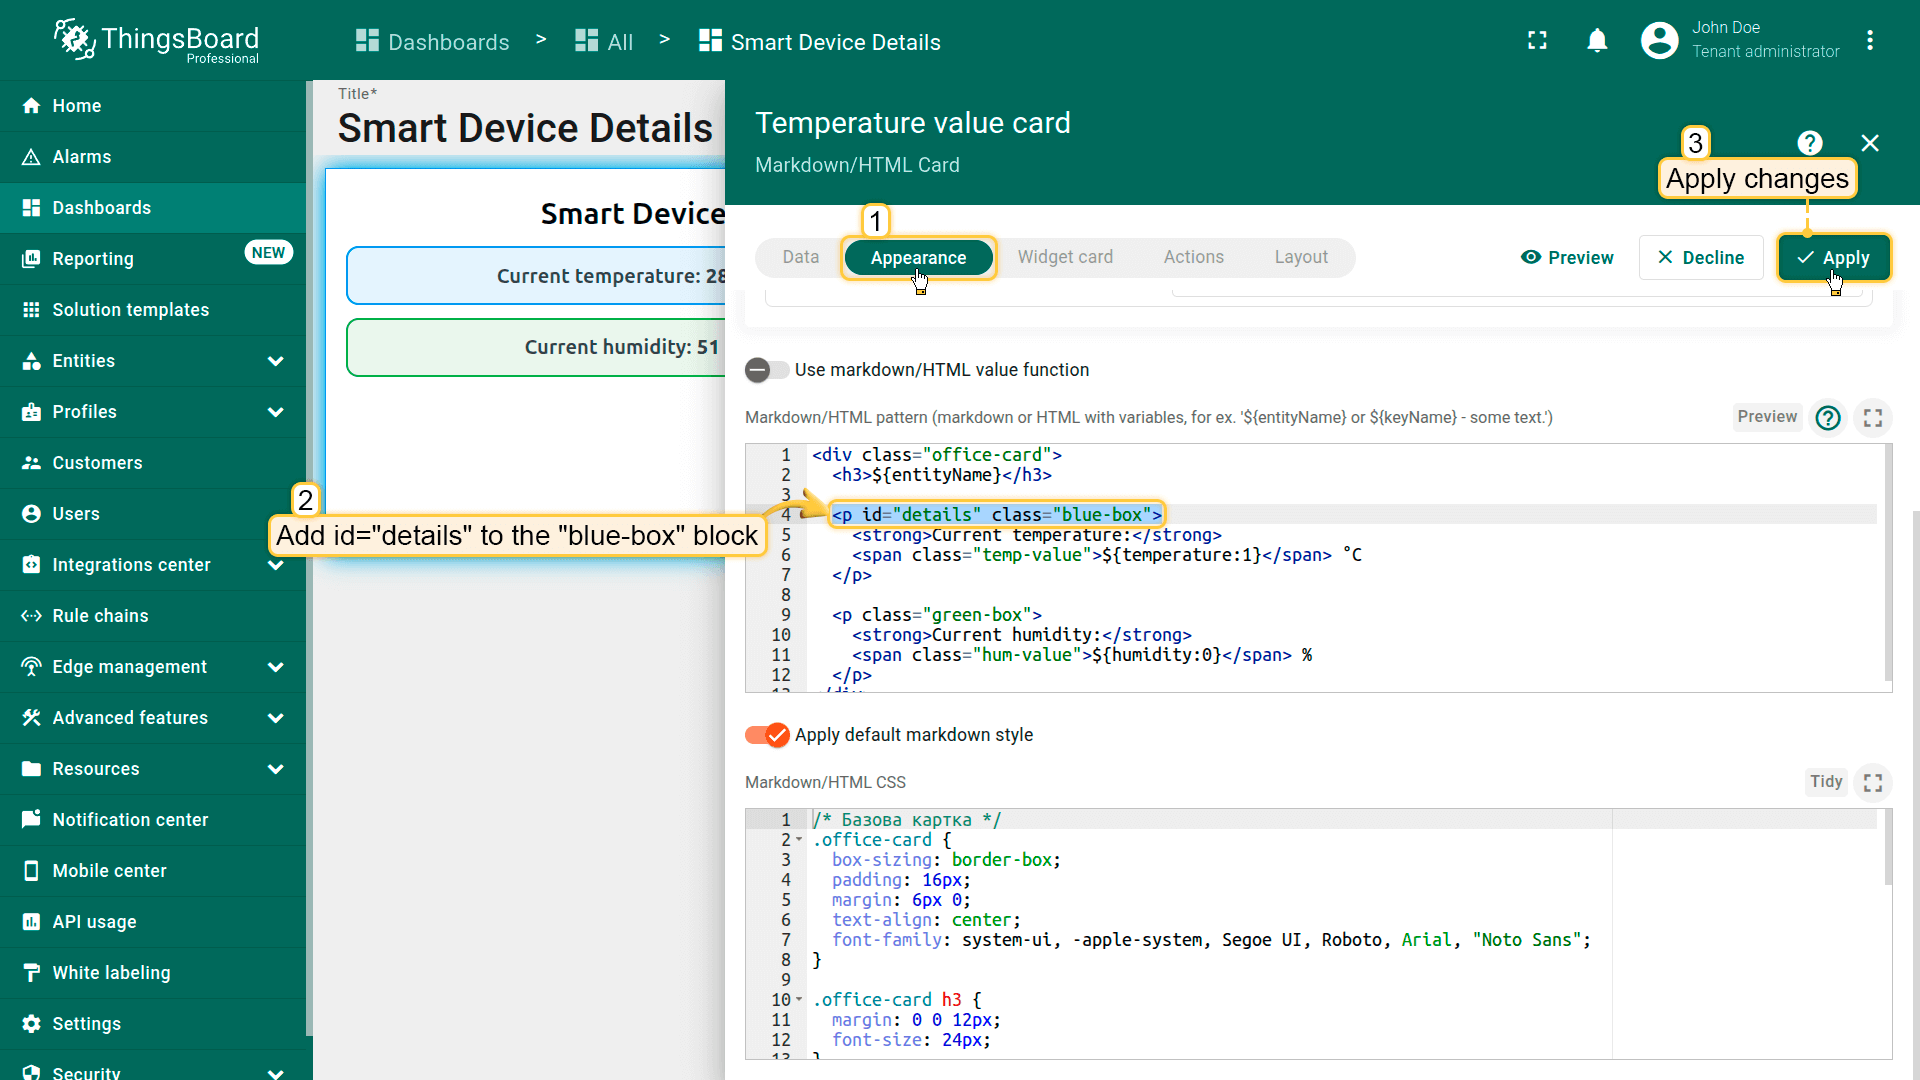 ThingsBoard
Professional
Dashboards > All > Smart Device Details
John Doe
Tenant administrator
Home
Alarms
Dashboards
Reporting
NEW
Solution templates
Entities
Profiles
Customers
Users
Integrations center
Rule chains
Edge management
Advanced features
Resources
Notification center
Mobile center
API usage
White labeling
Settings
Security
Title*
Smart Device Details
Smart Device
Current temperature: 28
Current humidity: 51
Temperature value card
Markdown/HTML Card
3
Apply changes
1
Data
Appearance
Widget card
Actions
Layout
Preview
Decline
Apply
Use markdown/HTML value function
Markdown/HTML pattern (markdown or HTML with variables, for ex. '${entityName} or ${keyName} - some text.')
Preview
2
Add id="details" to the "blue-box" block
1 <div class="office-card">
2 <h3>${entityName}</h3>
3
4 <p id="details" class="blue-box">
5 <strong>Current temperature:</strong>
6 <span class="temp-value">${temperature:1}</span> °C
7 </p>
8
9 <p class="green-box">
10 <strong>Current humidity:</strong>
11 <span class="hum-value">${humidity:0}</span> %
12 </p>
13 </div>
Apply default markdown style
Markdown/HTML CSS
Tidy
1 /* Базова картка */
2 .office-card {
3 box-sizing: border-box;
4 padding: 16px;
5 margin: 6px 0;
6 text-align: center;
7 font-family: system-ui, -apple-system, Segoe UI, Roboto, Arial, "Noto Sans";
8 }
9
10 .office-card h3 {
11 margin: 0 0 12px;
12 font-size: 24px;
13 }